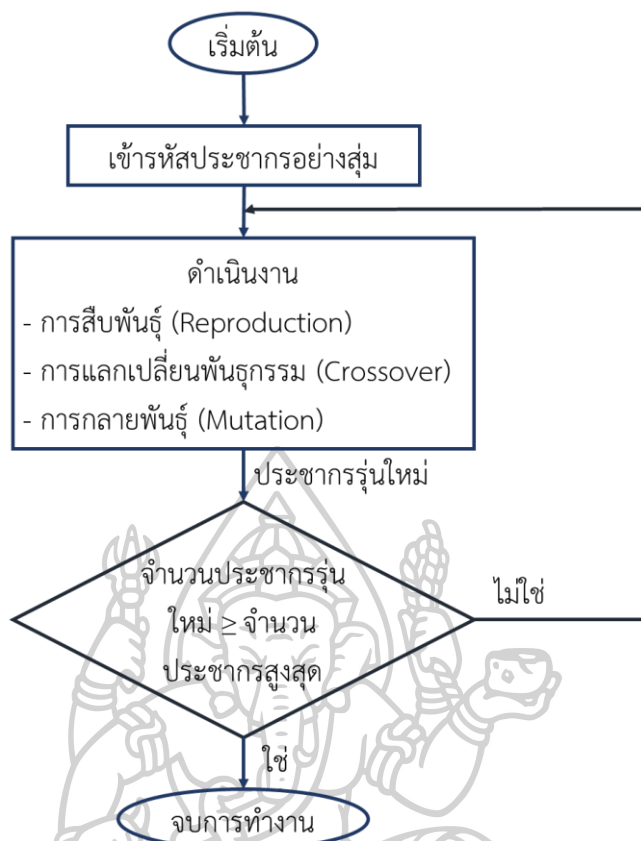 เริ่มต้น
เข้ารหัสประชากรอย่างสุ่ม
ดำเนินงาน
- การสืบพันธุ์ (Reproduction)
- การแลกเปลี่ยนพันธุกรรม (Crossover)
- การกลายพันธุ์ (Mutation)
ประชากรรุ่นใหม่
จำนวนประชากรรุ่น
ใหม่ ≥ จำนวน
ประชากรสูงสุด
ไม่ใช่
ใช่
จบการทำงาน